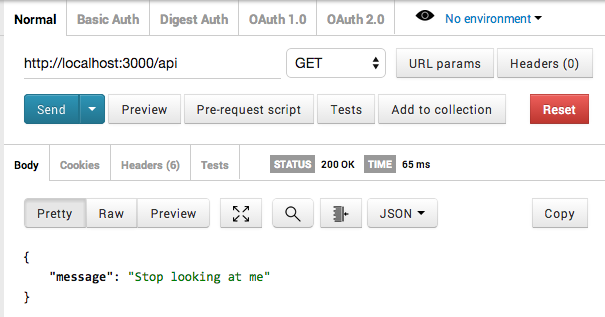 Normal Basic Auth Digest Auth OAuth 1.0 OAuth 2.0 No environment
http://localhost:3000/api GET URL params Headers (0)
Send Preview Pre-request script Tests Add to collection Reset
Body Cookies Headers (6) Tests STATUS 200 OK TIME 65 ms
Pretty Raw Preview JSON Copy
{
"message": "Stop looking at me"
}